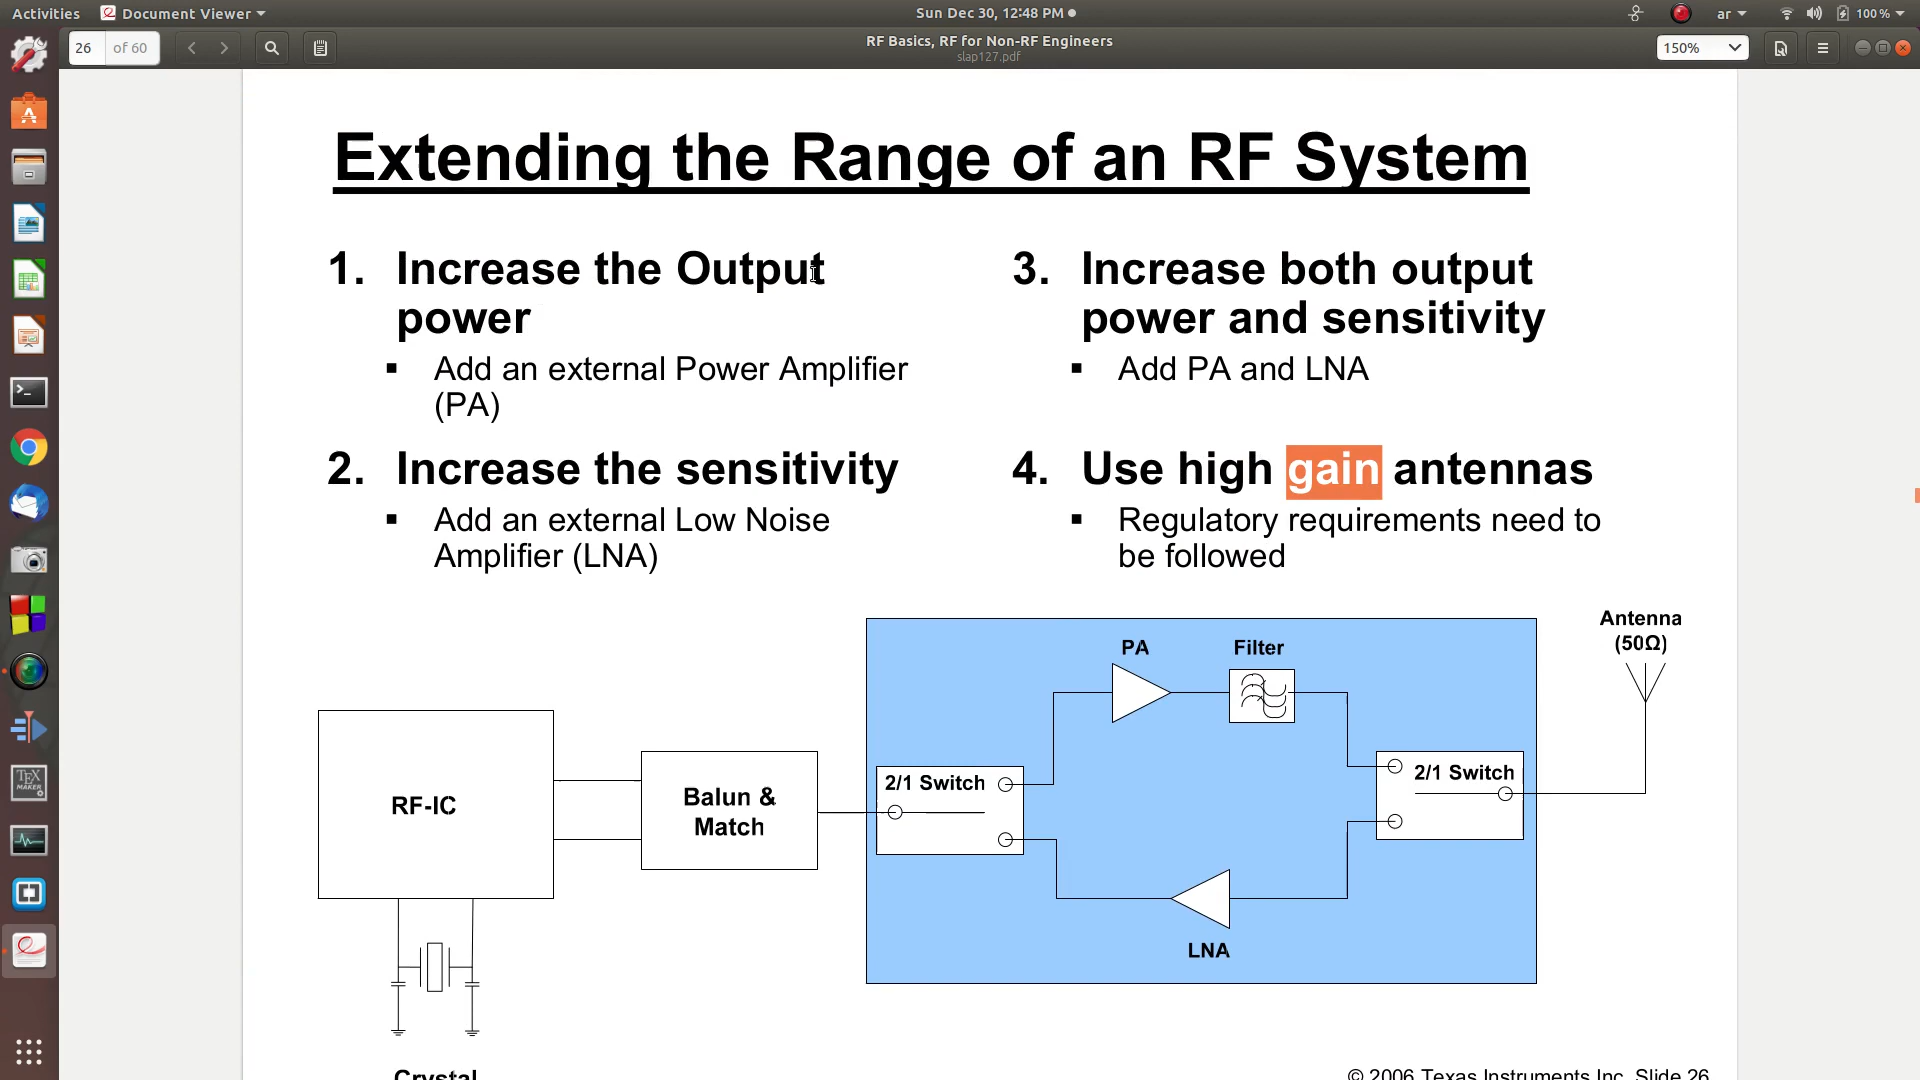 Activities
Document Viewer
Sun Dec 30, 12:48 PM
ar
100 %
26 of 60
RF Basics, RF for Non-RF Engineers
slap127.pdf
150%
Extending the Range of an RF System
1. Increase the Output
power
▪ Add an external Power Amplifier
(PA)
2. Increase the sensitivity
▪ Add an external Low Noise
Amplifier (LNA)
3. Increase both output
power and sensitivity
▪ Add PA and LNA
4. Use high gain antennas
▪ Regulatory requirements need to
be followed
Antenna
(50Ω)
PA
Filter
2/1 Switch
2/1 Switch
RF-IC
Balun &
Match
LNA
TEX
MAKER
Crystal
© 2006 Texas Instruments Inc, Slide 26